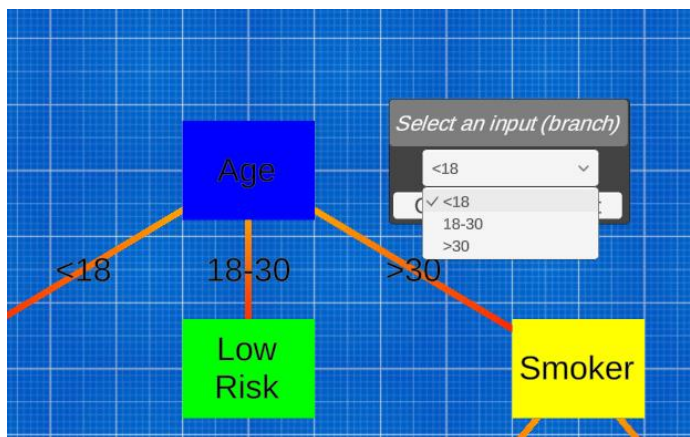 Select an input (branch)
Age
<18
<18
18-30
>30
<18
18-30
>30
Low
Risk
Smoker